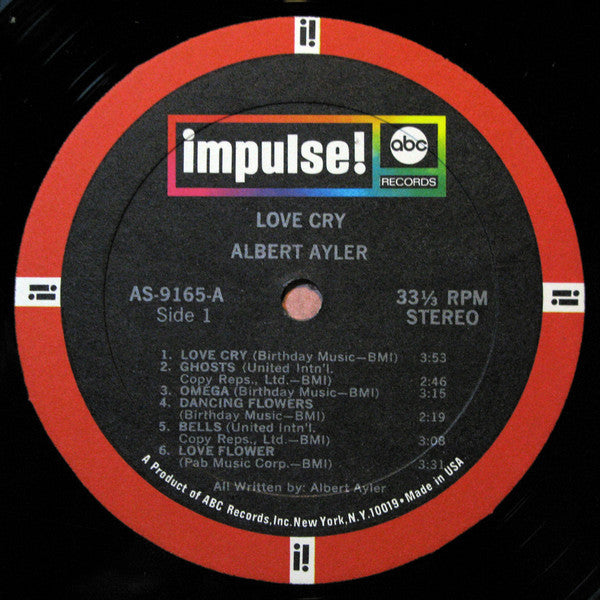 i!
impulse!
abc
RECORDS
LOVE CRY
ALBERT AYLER
AS-9165-A
Side 1
33⅓ RPM
STEREO
1. LOVE CRY (Birthday Music—BMI) 3:53
2. GHOSTS (United Intn'l.
Copy Reps., Ltd.—BMI) 2:46
3. OMEGA (Birthday Music—BMI) 3:15
4. DANCING FLOWERS
(Birthday Music—BMI) 2:19
5. BELLS (United Intn'l.
Copy Reps., Ltd.—BMI) 3:08
6. LOVE FLOWER
(Pab Music Corp.—BMI) 3:31
All Written by: Albert Ayler
A Product of ABC Records, Inc. New York, N.Y. 10019 • Made in USA
i!
i!
i!